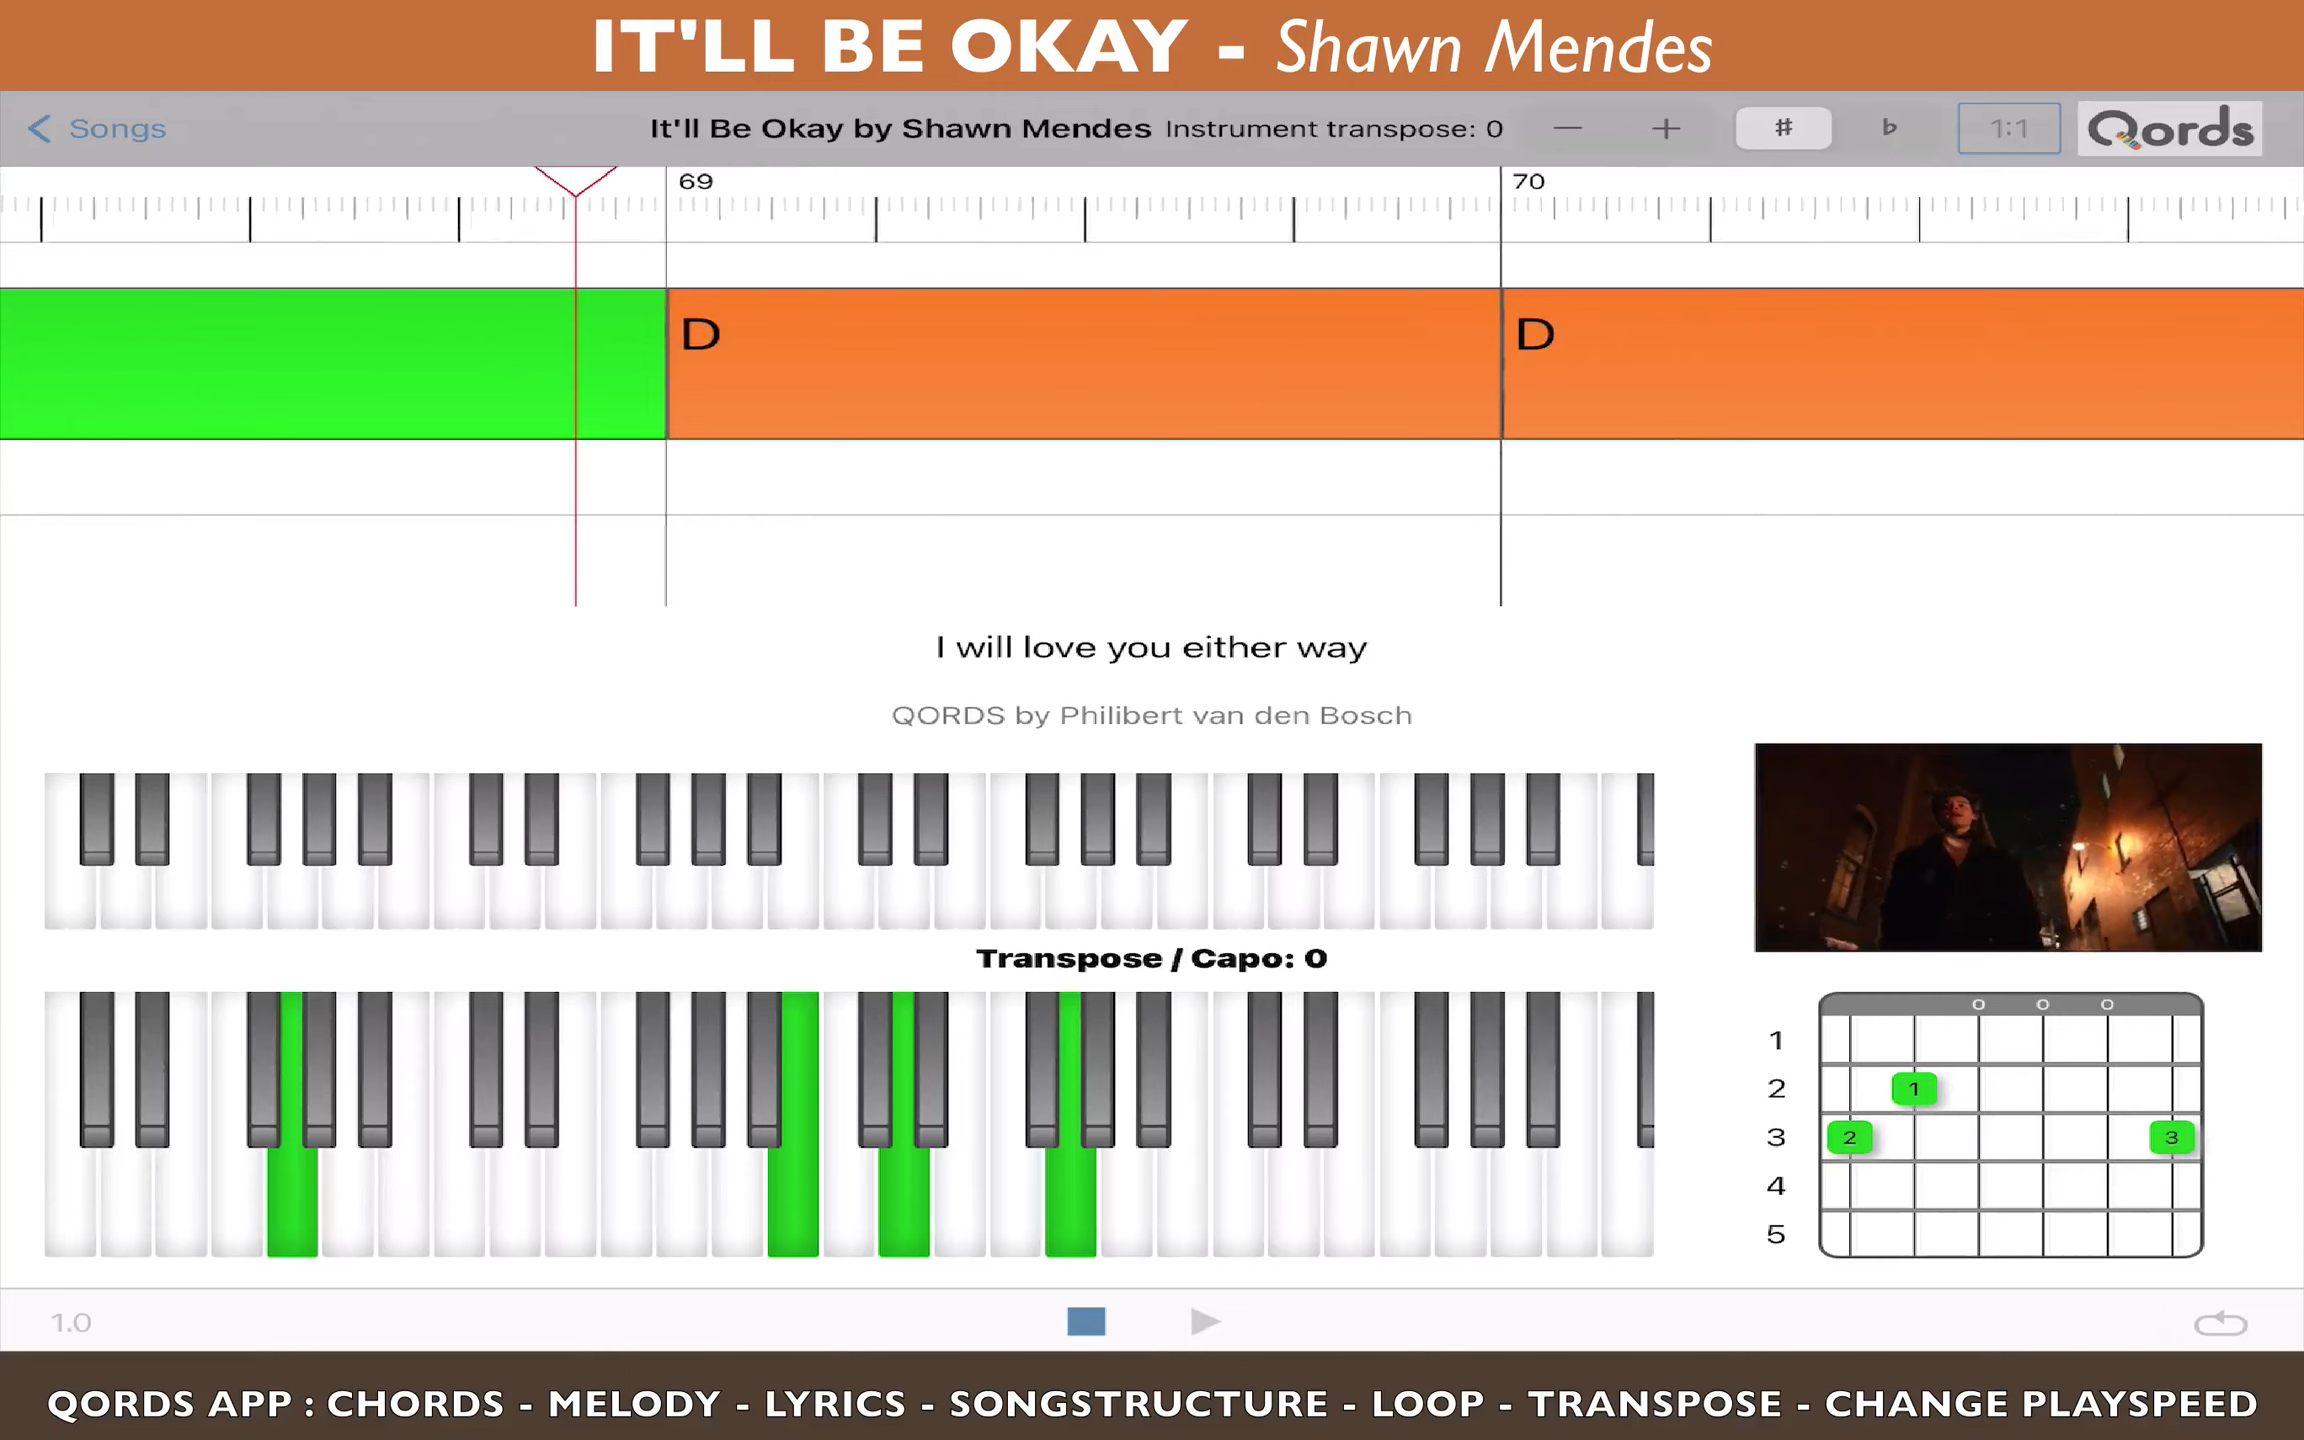 IT'LL BE OKAY - Shawn Mendes
Songs It'll Be Okay by Shawn Mendes Instrument transpose: 0 − + ♯ ♭ 1:1 Qords
69 70
D D
I will love you either way
QORDS by Philibert van den Bosch
Transpose / Capo: 0
o o o
1
2 1
3 2 3
4
5
1.0
QORDS APP : CHORDS - MELODY - LYRICS - SONGSTRUCTURE - LOOP - TRANSPOSE - CHANGE PLAYSPEED